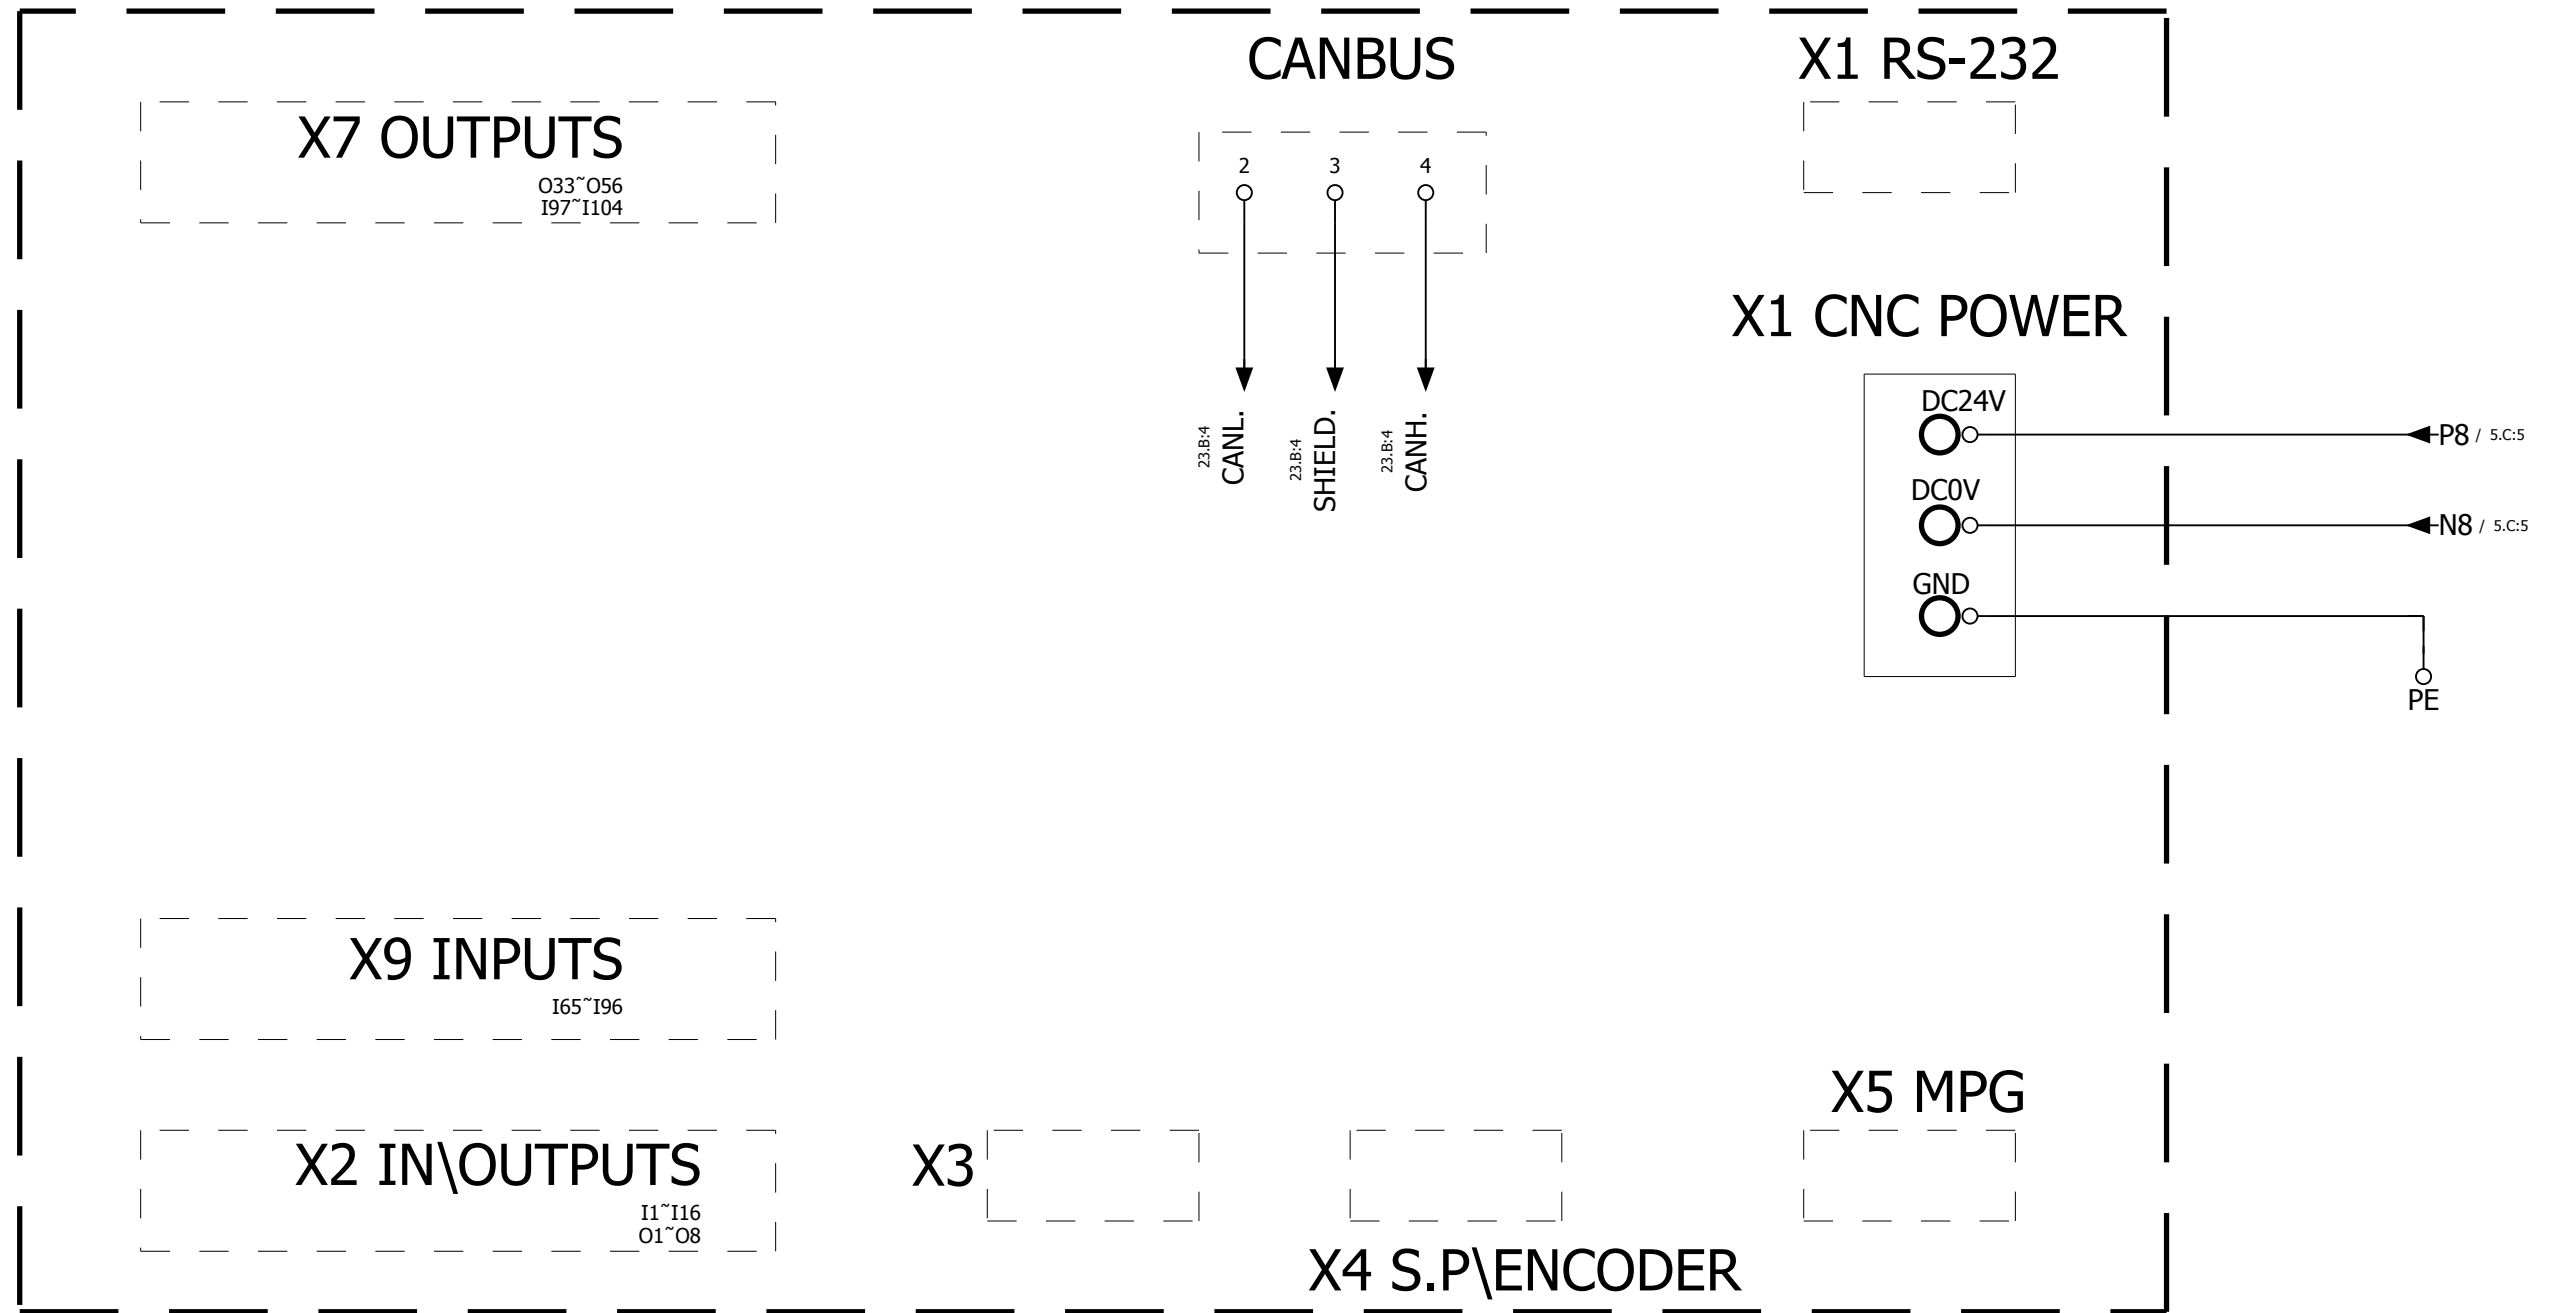 CANBUS
X1 RS-232
X7 OUTPUTS
O33~O56
I97~I104
2 3 4
X1 CNC POWER
DC24V
P8 / 5.C:5
23.B:4
CANL.
23.B:4
SHIELD.
23.B:4
CANH.
DC0V
N8 / 5.C:5
GND
PE
X9 INPUTS
I65~I96
X5 MPG
X2 IN\OUTPUTS
I1~I16
O1~O8
X3
X4 S.P\ENCODER